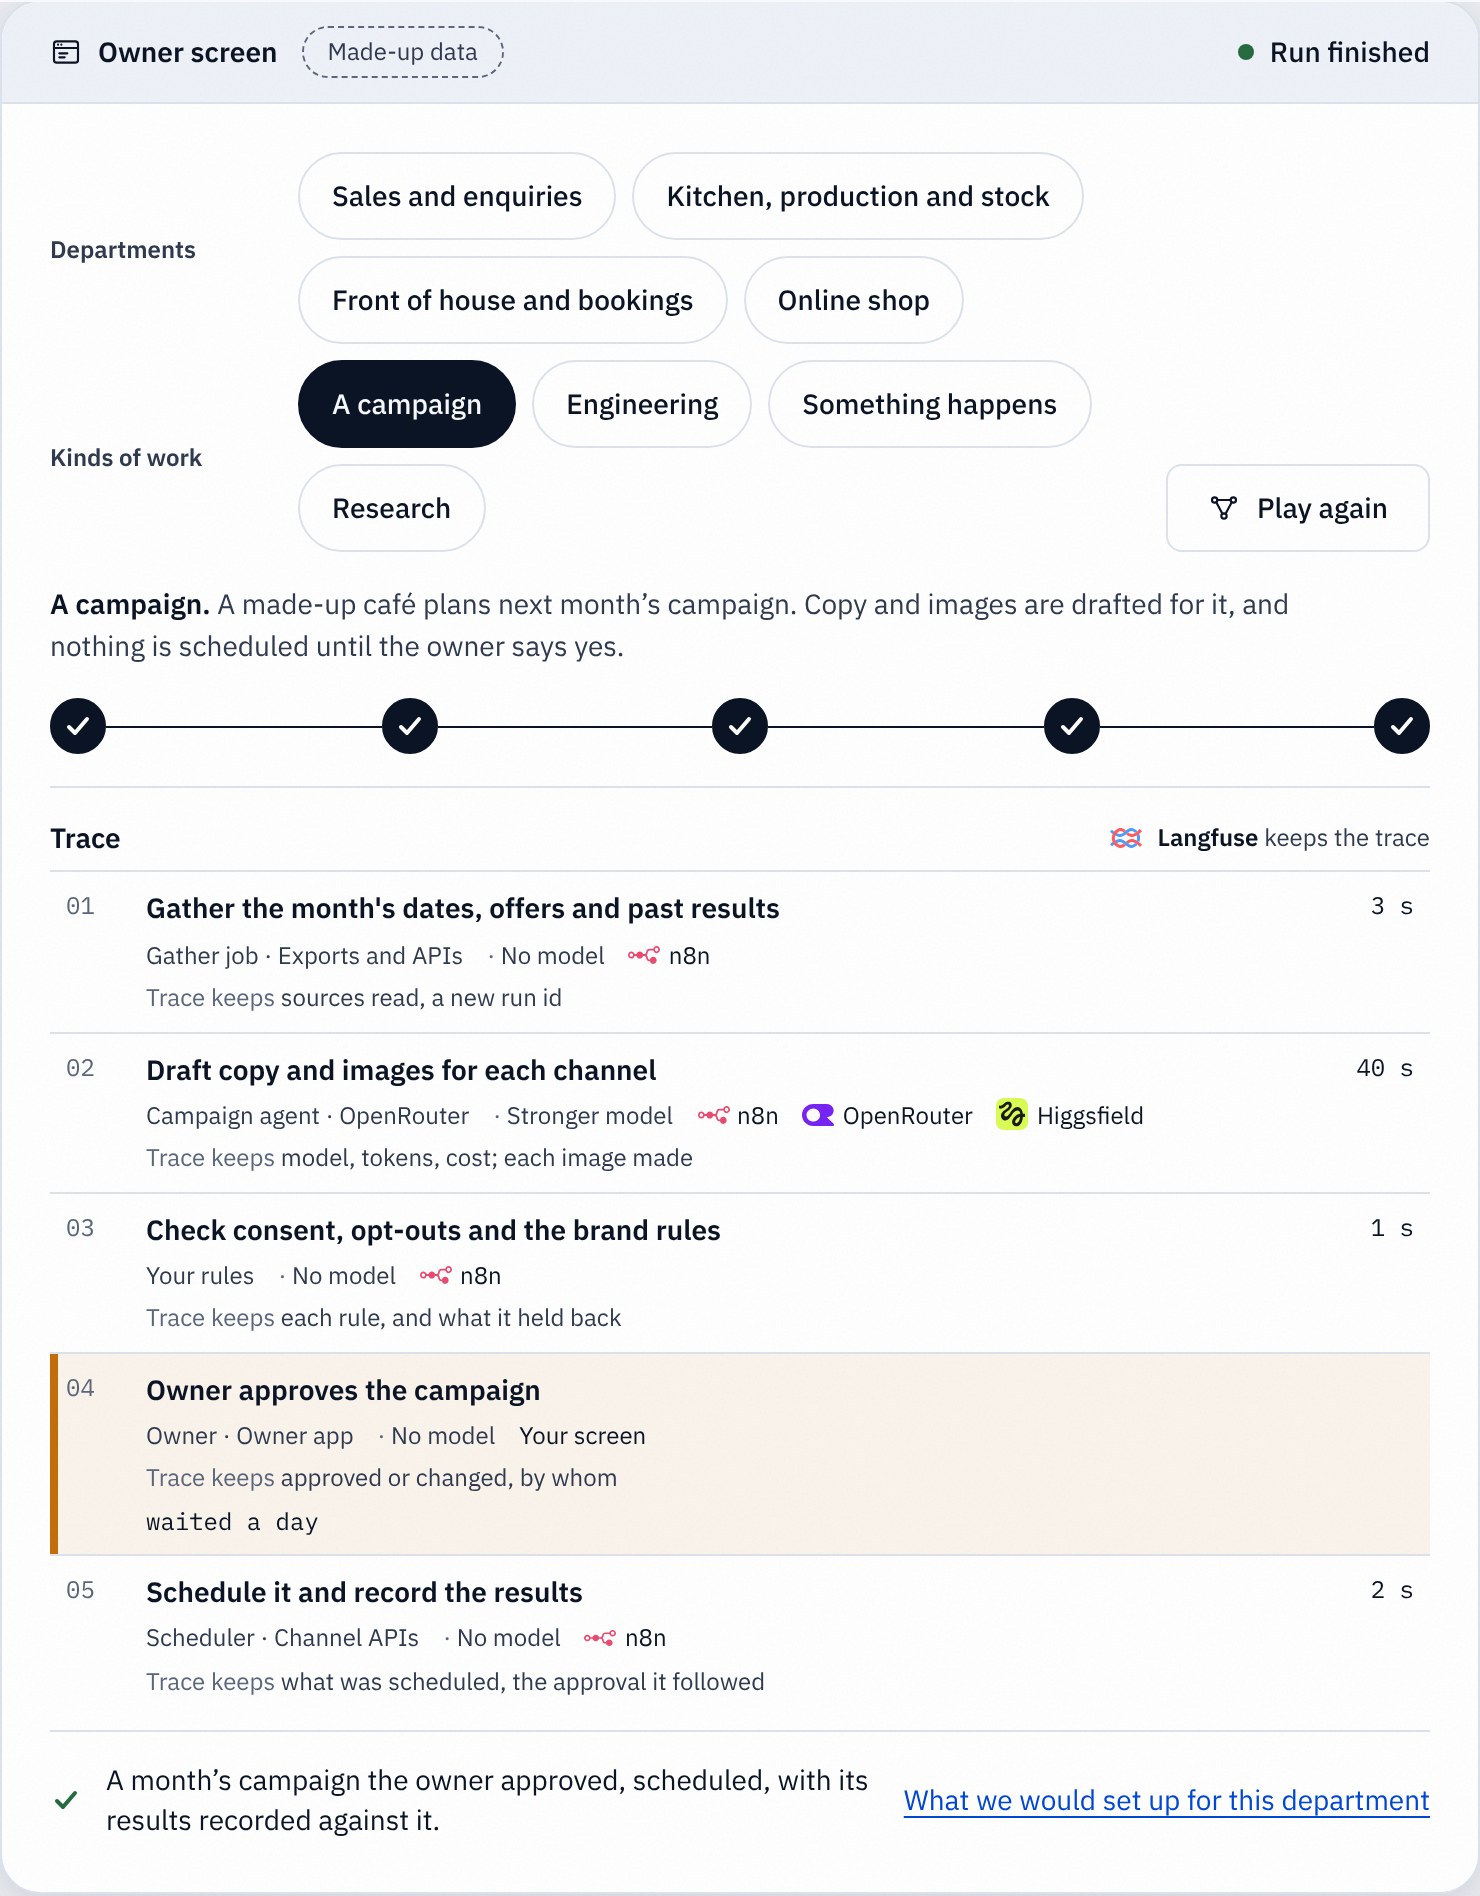 Owner screen
Made-up data
Run finished
Departments
Sales and enquiries
Kitchen, production and stock
Front of house and bookings
Online shop
Kinds of work
A campaign
Engineering
Something happens
Research
Play again
A campaign. A made-up café plans next month’s campaign. Copy and images are drafted for it, and
nothing is scheduled until the owner says yes.
Trace
Langfuse keeps the trace
01
Gather the month's dates, offers and past results
3 s
Gather job · Exports and APIs · No model n8n
Trace keeps sources read, a new run id
02
Draft copy and images for each channel
40 s
Campaign agent · OpenRouter · Stronger model n8n OpenRouter Higgsfield
Trace keeps model, tokens, cost; each image made
03
Check consent, opt-outs and the brand rules
1 s
Your rules · No model n8n
Trace keeps each rule, and what it held back
04
Owner approves the campaign
Owner · Owner app · No model Your screen
Trace keeps approved or changed, by whom
waited a day
05
Schedule it and record the results
2 s
Scheduler · Channel APIs · No model n8n
Trace keeps what was scheduled, the approval it followed
A month’s campaign the owner approved, scheduled, with its
results recorded against it.
What we would set up for this department